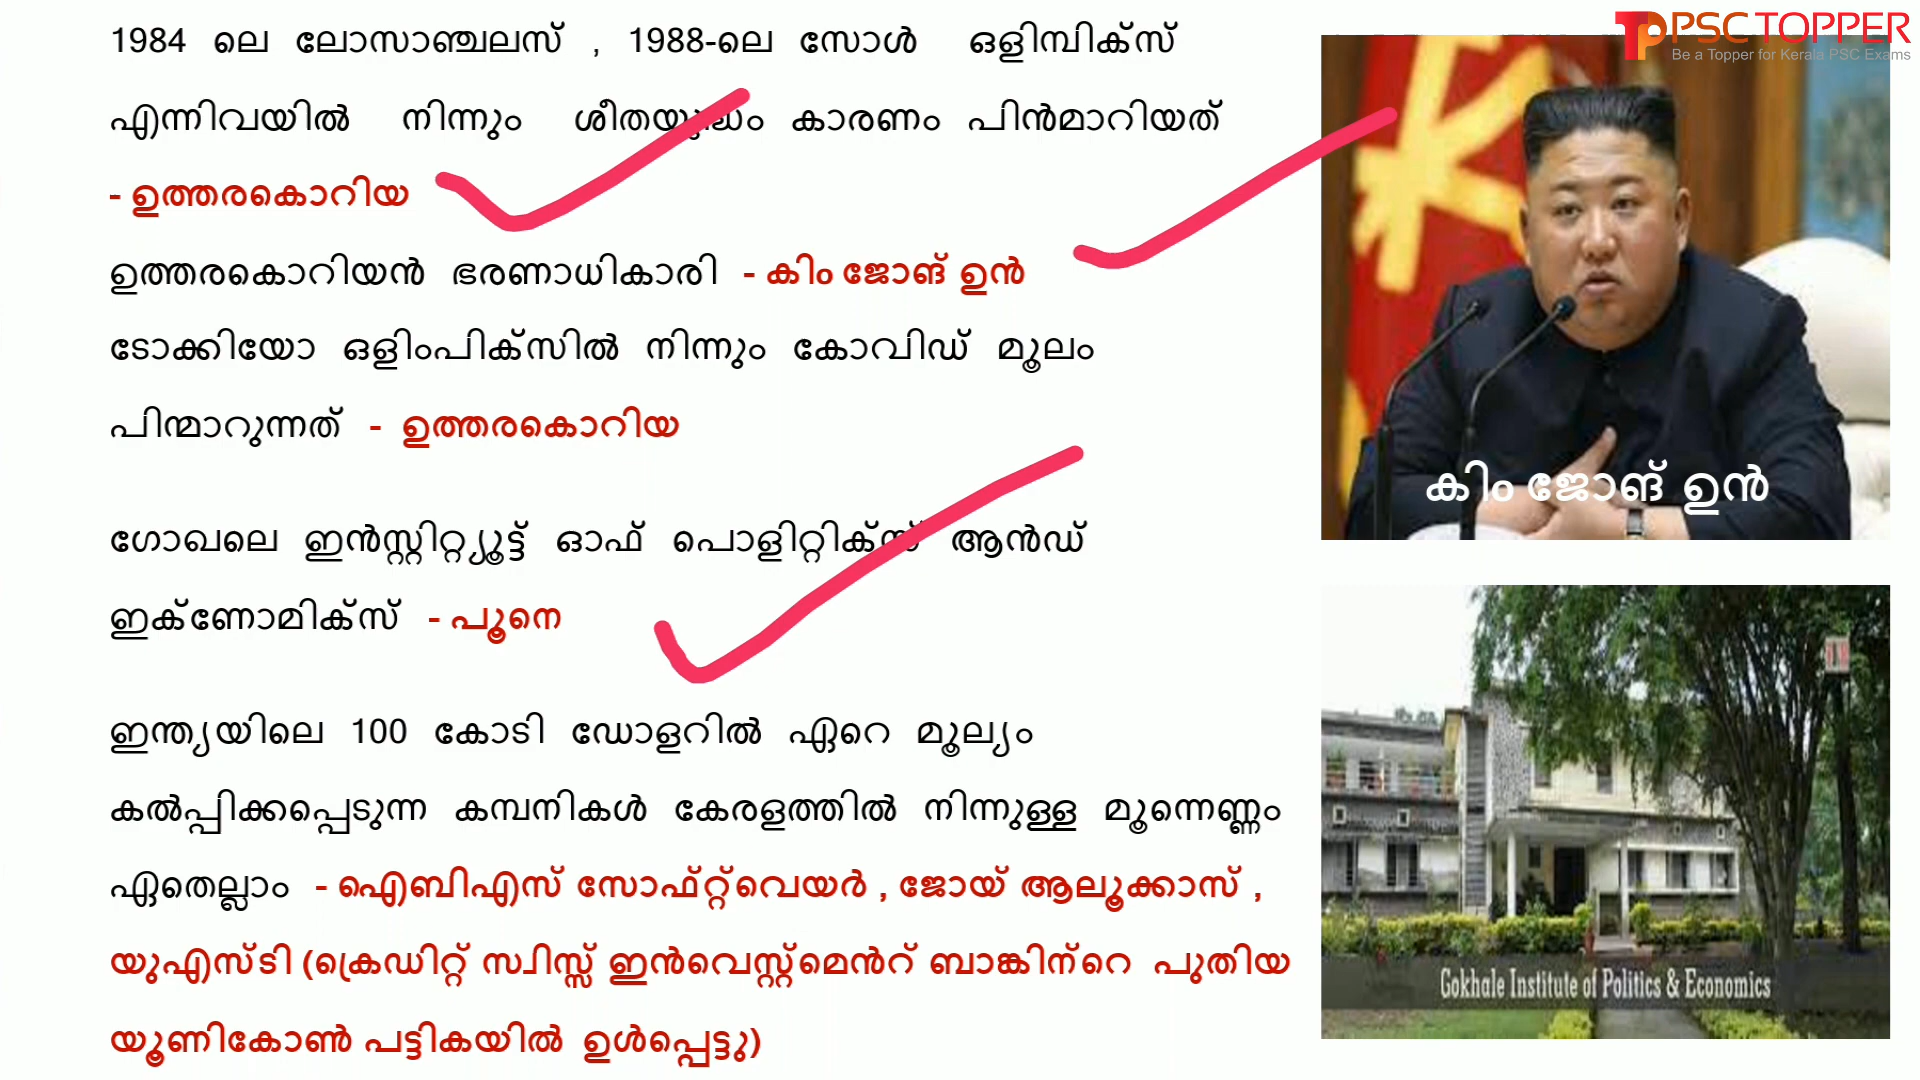 PSC TOPPER
Be a Topper for Kerala PSC Exams
1984 ലെ ലോസാഞ്ചലസ് , 1988-ലെ സോൾ ഒളിമ്പിക്സ്
എന്നിവയിൽ നിന്നും ശീതയുദ്ധം കാരണം പിൻമാറിയത്
- ഉത്തരകൊറിയ
ഉത്തരകൊറിയൻ ഭരണാധികാരി - കിം ജോങ് ഉൻ
ടോക്കിയോ ഒളിംപിക്സിൽ നിന്നും കോവിഡ് മൂലം
പിന്മാറുന്നത് - ഉത്തരകൊറിയ
കിം ജോങ് ഉൻ
ഗോഖലെ ഇൻസ്റ്റിറ്റ്യൂട്ട് ഓഫ് പൊളിറ്റിക്സ് ആൻഡ്
ഇക്ണോമിക്സ് - പൂനെ
ഇന്ത്യയിലെ 100 കോടി ഡോളറിൽ ഏറെ മൂല്യം
കൽപ്പിക്കപ്പെടുന്ന കമ്പനികൾ കേരളത്തിൽ നിന്നുള്ള മൂന്നെണ്ണം
ഏതെല്ലാം - ഐബിഎസ് സോഫ്റ്റ്‌വെയർ , ജോയ് ആലൂക്കാസ് ,
യുഎസ്ടി (ക്രെഡിറ്റ് സ്വിസ്സ് ഇൻവെസ്റ്റ്മെൻറ് ബാങ്കിന്റെ പുതിയ
യൂണികോൺ പട്ടികയിൽ ഉൾപ്പെട്ടു)
Gokhale Institute of Politics & Economics